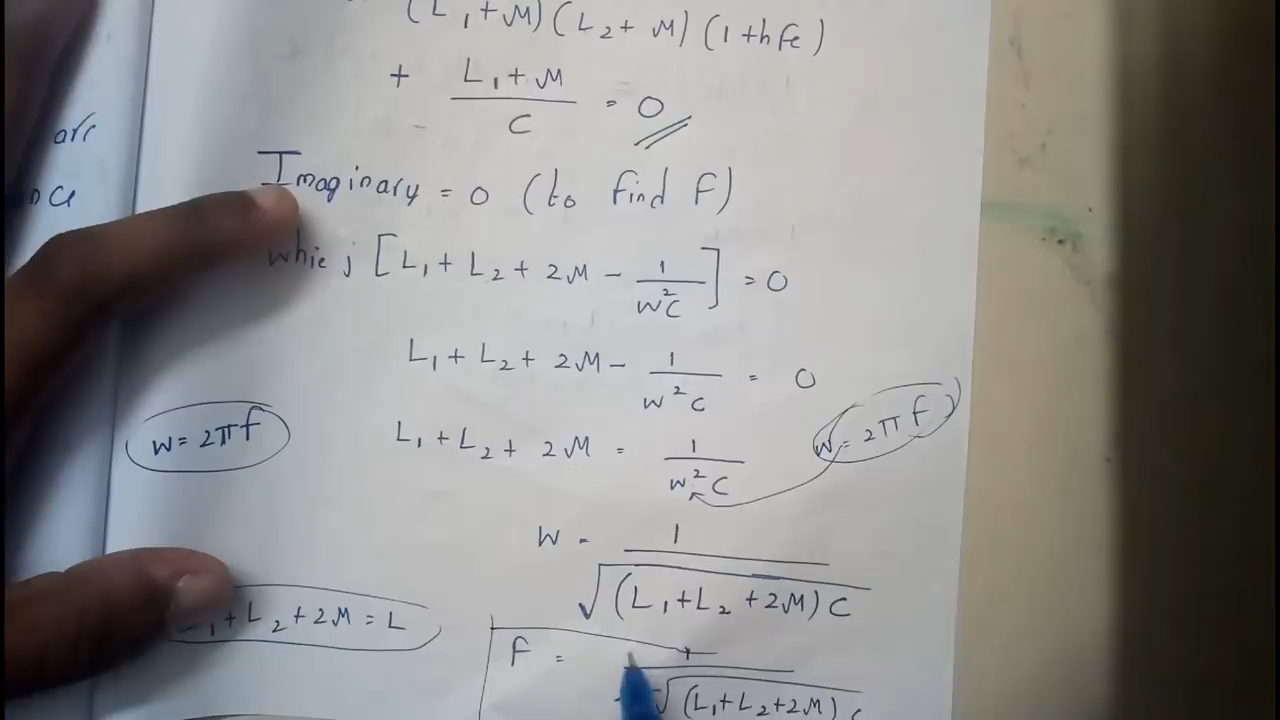 (L₁+M)(L₂+M)(1+hfe)
+ (L₁+M)/C = 0
arc
Imaginary = 0 (to find F)
whie j [L₁+L₂+2M - 1/w²C] = 0
L₁+L₂+2M - 1/w²C = 0
w=2πf
L₁+L₂+2M = 1/w²C
w=2πf
W = 1/√(L₁+L₂+2M)C
+L₂+2M=L
F =
√(L₁+L₂+2M)